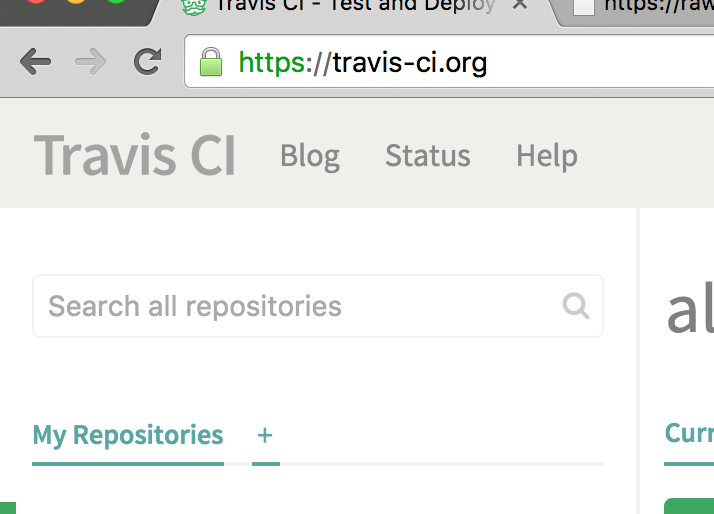 Travis CI - Test and Deploy
https://raw
https://travis-ci.org
Travis CI Blog Status Help
Search all repositories
al
My Repositories +
Curr